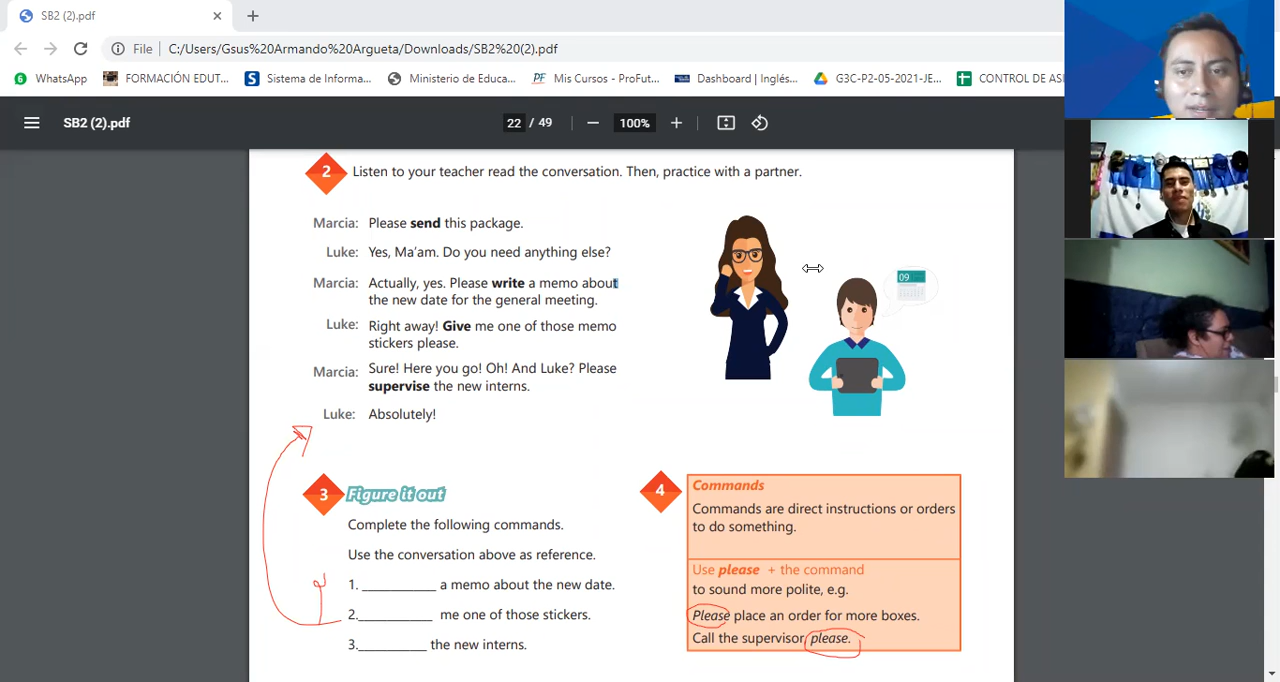 SB2 (2).pdf
File C:/Users/Gsus%20Armando%20Argueta/Downloads/SB2%20(2).pdf
6 WhatsApp FORMACIÓN EDUT... S Sistema de Informa... Ministerio de Educa... PF Mis Cursos - ProFut... Dashboard | Inglés... G3C-P2-05-2021-JE... CONTROL DE AS
SB2 (2).pdf 22 / 49 100%
2 Listen to your teacher read the conversation. Then, practice with a partner.
Marcia: Please send this package.
Luke: Yes, Ma'am. Do you need anything else?
Marcia: Actually, yes. Please write a memo about
the new date for the general meeting.
Luke: Right away! Give me one of those memo
stickers please.
Marcia: Sure! Here you go! Oh! And Luke? Please
supervise the new interns.
Luke: Absolutely!
09
3 Figure it out
Complete the following commands.
Use the conversation above as reference.
1. __________ a memo about the new date.
2.__________ me one of those stickers.
3.__________ the new interns.
4 Commands
Commands are direct instructions or orders
to do something.
Use please + the command
to sound more polite, e.g.
Please place an order for more boxes.
Call the supervisor please.